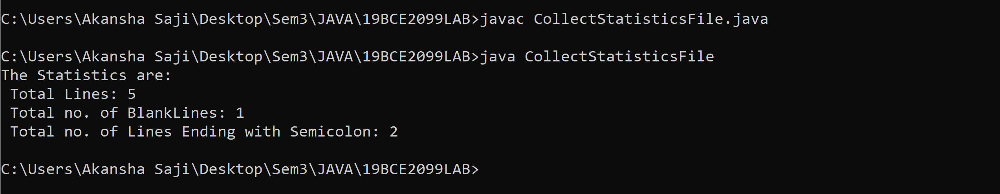 C:\Users\Akansha Saji\Desktop\Sem3\JAVA\19BCE2099LAB>javac CollectStatisticsFile.java
C:\Users\Akansha Saji\Desktop\Sem3\JAVA\19BCE2099LAB>java CollectStatisticsFile
The Statistics are:
Total Lines: 5
Total no. of BlankLines: 1
Total no. of Lines Ending with Semicolon: 2
C:\Users\Akansha Saji\Desktop\Sem3\JAVA\19BCE2099LAB>